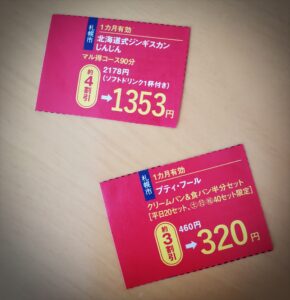 札幌市
1カ月有効
北海道式ジンギスカン
じんじん
マル得コース90分
2178円
(ソフトドリンク1杯付き)
約4割引
➡1353円
札幌市
1カ月有効
プティ・フール
クリームパン&食パン半分セット
[平日20セット、㊏㊐㊗40セット限定]
460円
約3割引
➡320円